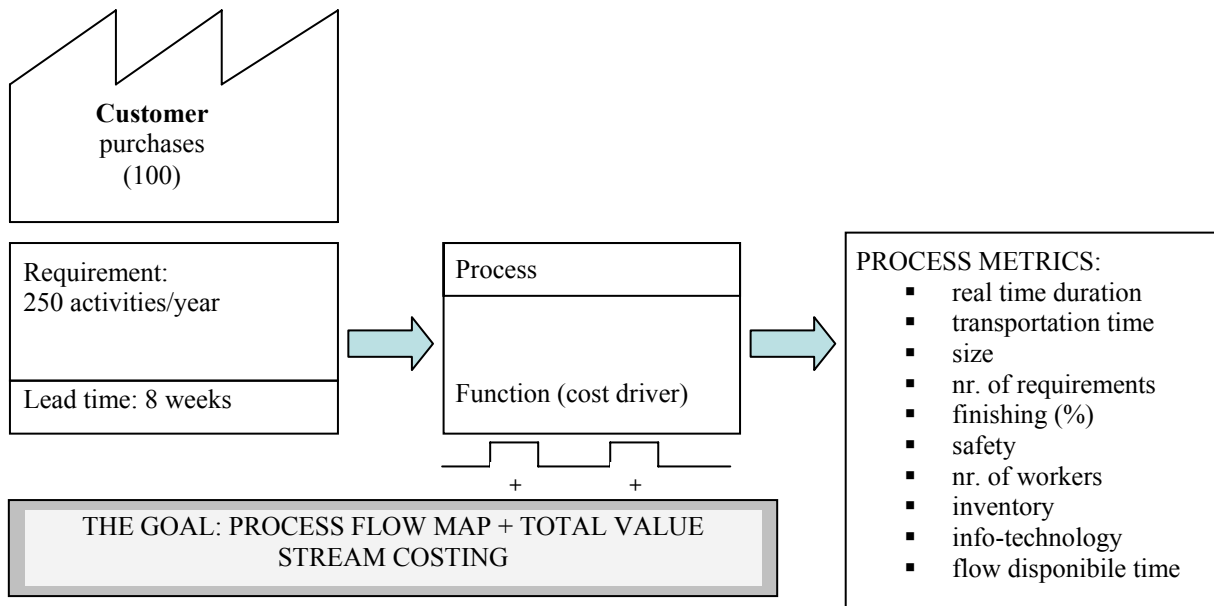 Customer
purchases
(100)
Requirement:
250 activities/year
Lead time: 8 weeks
Process
Function (cost driver)
+ +
THE GOAL: PROCESS FLOW MAP + TOTAL VALUE
STREAM COSTING
PROCESS METRICS:
▪ real time duration
▪ transportation time
▪ size
▪ nr. of requirements
▪ finishing (%)
▪ safety
▪ nr. of workers
▪ inventory
▪ info-technology
▪ flow disponibile time